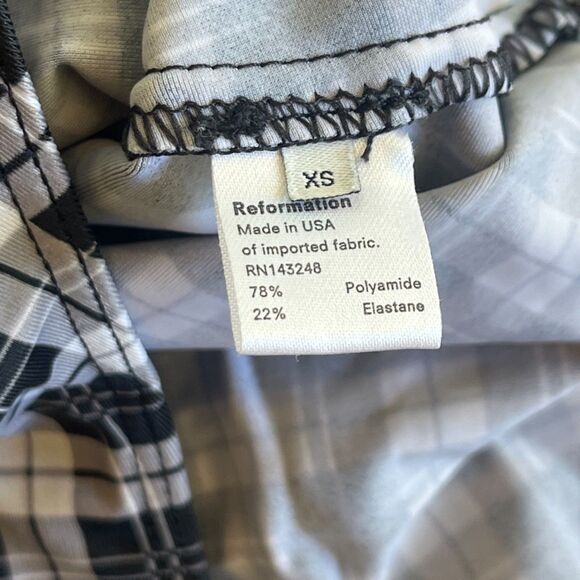 XS
Reformation
Made in USA
of imported fabric.
RN143248
78% Polyamide
22% Elastane